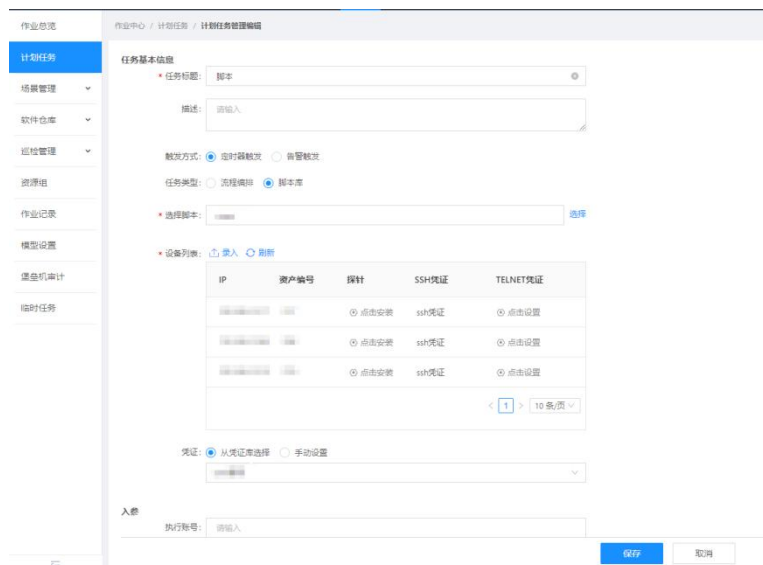 作业总览
作业中心 / 计划任务 / 计划任务管理编辑
计划任务
场景管理
软件仓库
巡检管理
资源组
作业记录
模型设置
堡垒机审计
临时任务
任务基本信息
* 任务标题: 脚本
描述: 请输入
触发方式: 定时器触发 告警触发
任务类型: 流程编排 脚本库
* 选择脚本: 选择
* 设备列表: 录入 刷新
IP 资产编号 探针 SSH凭证 TELNET凭证
点击安装 ssh凭证 点击设置
点击安装 ssh凭证 点击设置
点击安装 ssh凭证 点击设置
< 1 > 10 条/页
凭证: 从凭证库选择 手动设置
入参
执行账号: 请输入
保存 取消